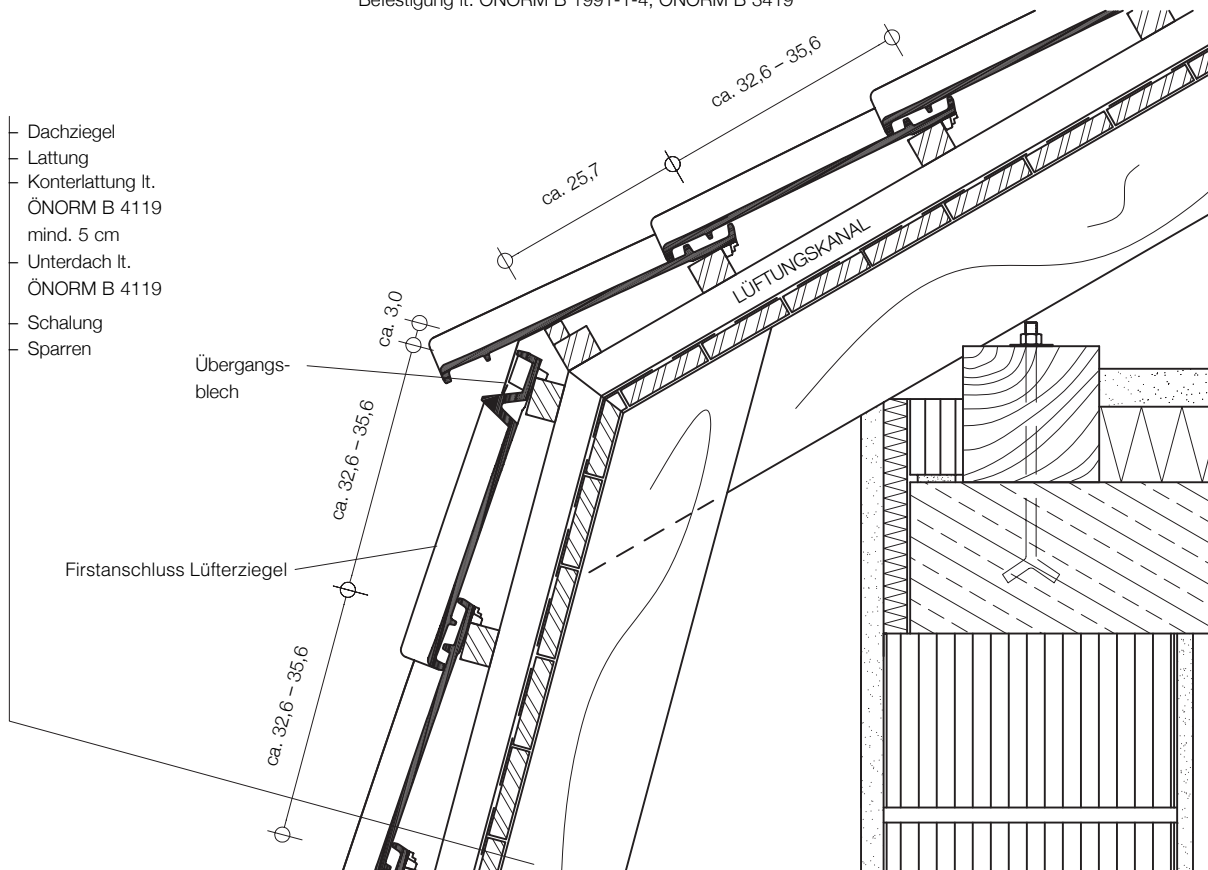 Befestigung lt. ÖNORM B 1991-1-4, ÖNORM B 3419
ca. 32,6 – 35,6
ca. 25,7
– Dachziegel
– Lattung
– Konterlattung lt.
ÖNORM B 4119
mind. 5 cm
– Unterdach lt.
ÖNORM B 4119
– Schalung
– Sparren
LÜFTUNGSKANAL
ca. 3,0
Übergangs-
blech
ca. 32,6 – 35,6
Firstanschluss Lüfterziegel
ca. 32,6 – 35,6